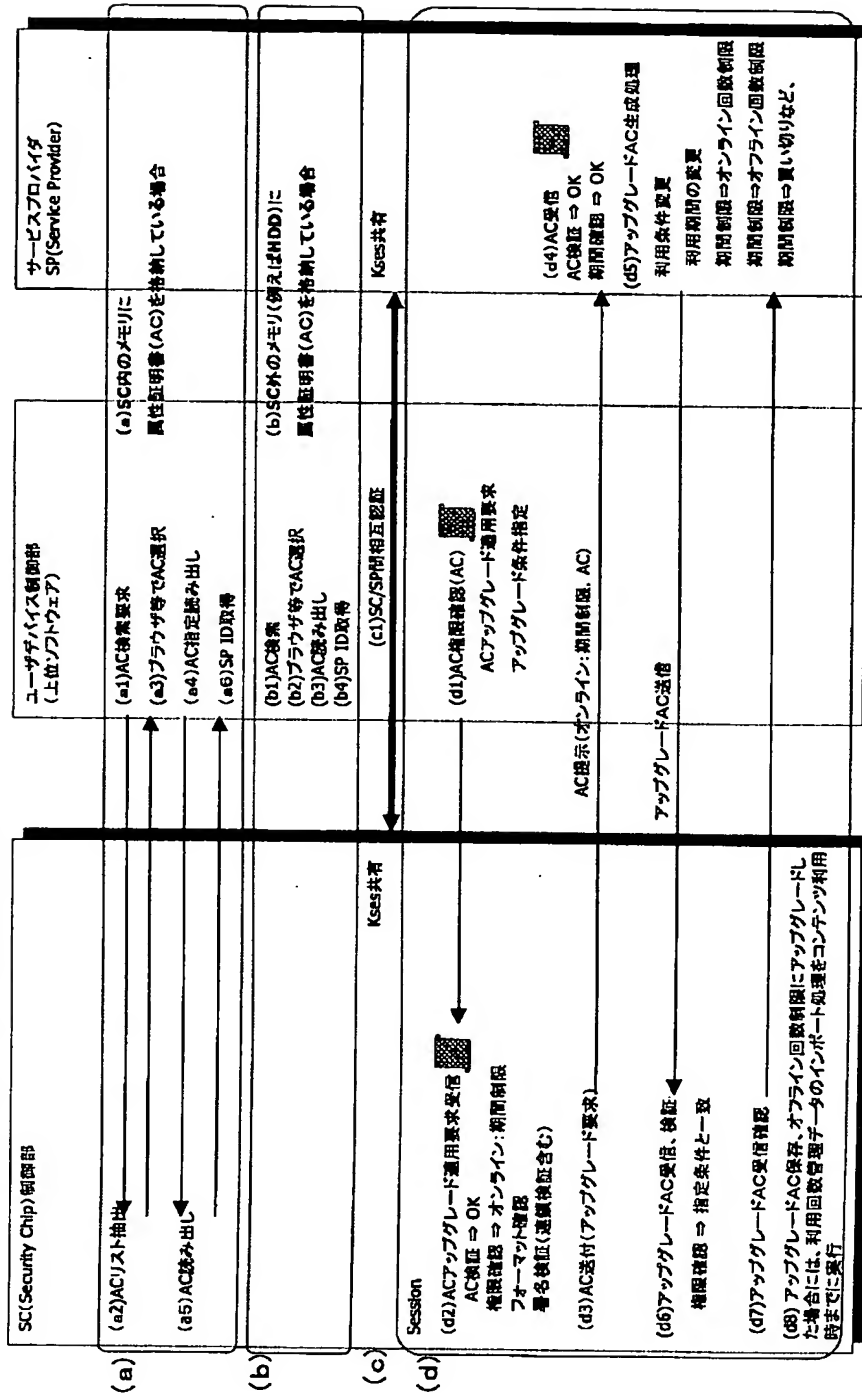 SC(Security Chip)制御部
ユーザデバイス制御部
(上位ソフトウェア)
サービスプロバイダ
SP(Service Provider)
(a)
(a1)AC検索要求
(a2)ACリスト抽出
(a3)ブラウザ等でAC選択
(a4)AC指定読み出し
(a5)AC読み出し
(a6)SP ID取得
(a)SC内のメモリに
属性証明書(AC)を格納している場合
(b)
(b1)AC検索
(b2)ブラウザ等でAC選択
(b3)AC読み出し
(b4)SP ID取得
(b)SC外のメモリ(例えばHDD)に
属性証明書(AC)を格納している場合
(c)
Kses共有
(c1)SC/SP間相互認証
Kses共有
(d)
Session
(d1)AC権限確認(AC)
ACアップグレード適用要求
アップグレード条件指定
(d2)ACアップグレード適用要求受信
AC検証 ⇒ OK
権限確認 ⇒ オンライン:期間制限
フォーマット確認
署名検証(連鎖検証含む)
(d3)AC送付(アップグレード要求)
AC提示(オンライン:期間制限, AC)
(d4)AC受信
AC検証 ⇒ OK
期間確認 ⇒ OK
(d5)アップグレードAC生成処理
利用条件変更
利用期間の変更
期間制限⇒オンライン回数制限
期間制限⇒オフライン回数制限
期間制限⇒買い切りなど、
アップグレードAC送信
(d6)アップグレードAC受信、検証
権限確認 ⇒ 指定条件と一致
(d7)アップグレードAC受信確認
(d8)アップグレードAC保存、オフライン回数制限にアップグレードし
た場合には、利用回数管理データのインポート処理をコンテンツ利用
時までに実行